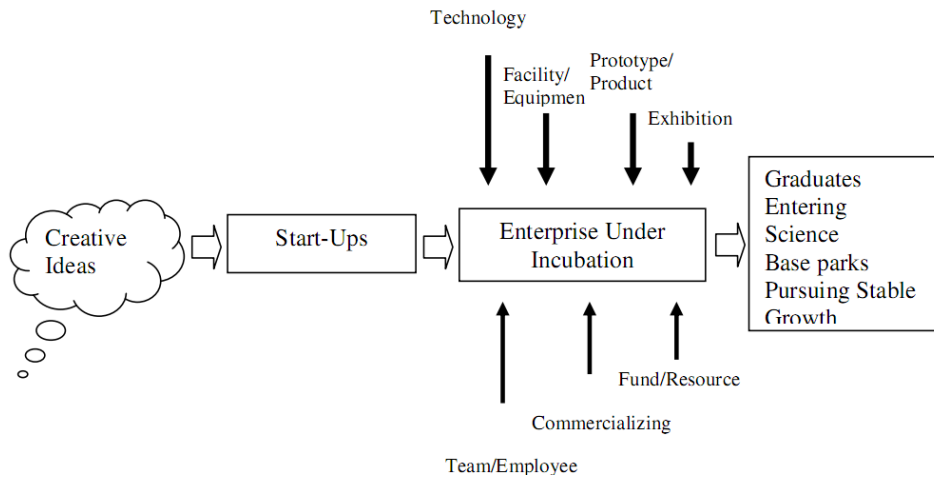 Technology
Facility/
Equipmen
Prototype/
Product
Exhibition
Creative
Ideas
Start-Ups
Enterprise Under
Incubation
Graduates
Entering
Science
Base parks
Pursuing Stable
Growth
Fund/Resource
Commercializing
Team/Employee